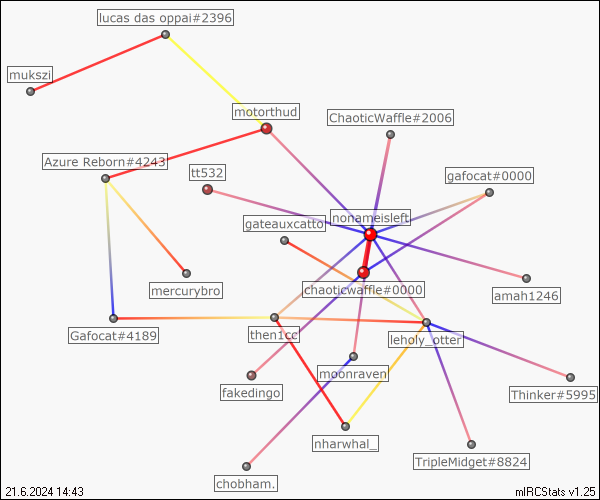 lucas das oppai#2396
mukszi
motorthud
ChaoticWaffle#2006
Azure Reborn#4243
tt532
gafocat#0000
nonameisleft
gateauxcatto
mercurybro
chaoticwaffle#0000
amah1246
Gafocat#4189
then1cc
leholy_otter
moonraven
fakedingo
Thinker#5995
nharwhal_
TripleMidget#8824
chobham.
21.6.2024 14:43
mIRCStats v1.25